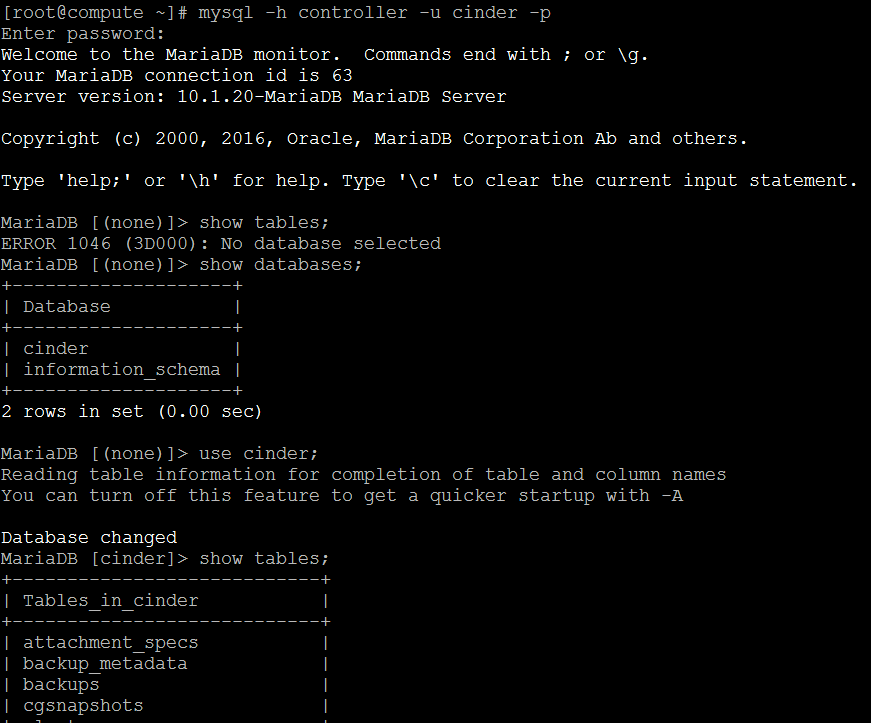 [root@compute ~]# mysql -h controller -u cinder -p
Enter password:
Welcome to the MariaDB monitor.  Commands end with ; or \g.
Your MariaDB connection id is 63
Server version: 10.1.20-MariaDB MariaDB Server

Copyright (c) 2000, 2016, Oracle, MariaDB Corporation Ab and others.

Type 'help;' or '\h' for help. Type '\c' to clear the current input statement.

MariaDB [(none)]> show tables;
ERROR 1046 (3D000): No database selected
MariaDB [(none)]> show databases;
+--------------------+
| Database           |
+--------------------+
| cinder             |
| information_schema |
+--------------------+
2 rows in set (0.00 sec)

MariaDB [(none)]> use cinder;
Reading table information for completion of table and column names
You can turn off this feature to get a quicker startup with -A

Database changed
MariaDB [cinder]> show tables;
+----------------------------+
| Tables_in_cinder           |
+----------------------------+
| attachment_specs           |
| backup_metadata            |
| backups                    |
| cgsnapshots                |